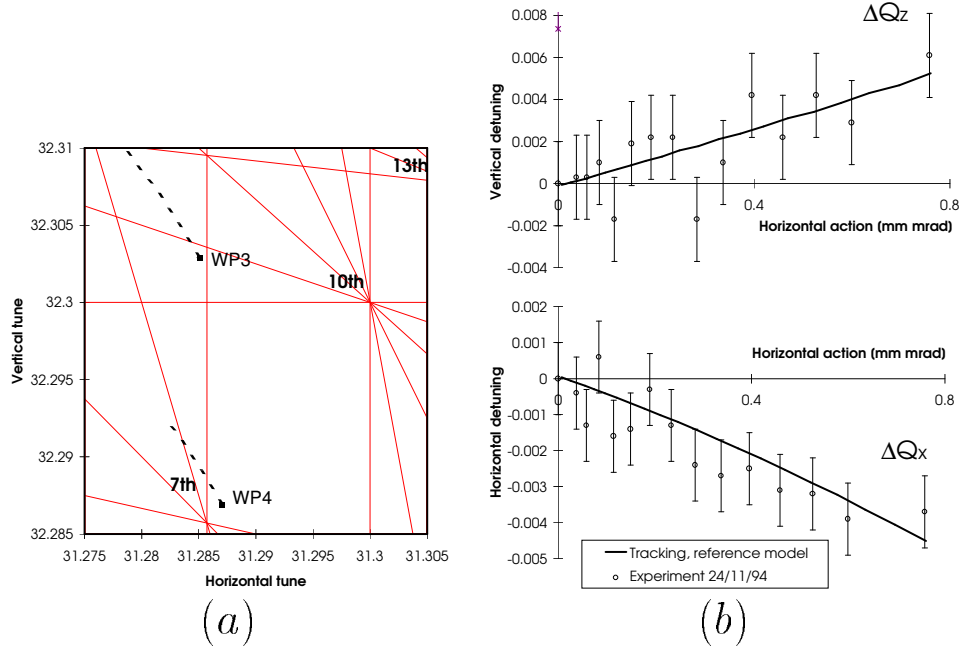 32.31
32.305
32.3
32.295
32.29
32.285
31.275
31.28
31.285
31.29
31.295
31.3
31.305
Vertical tune
Horizontal tune
13th
WP3
10th
7th
WP4
(a)
0.008
0.006
0.004
0.002
0
-0.002
-0.004
0
0.4
0.8
Vertical detuning
Horizontal action (mm mrad)
ΔQz
0.002
0.001
0
-0.001
-0.002
-0.003
-0.004
-0.005
0
0.4
0.8
Horizontal detuning
Horizontal action (mm mrad)
ΔQx
Tracking, reference model
Experiment 24/11/94
(b)